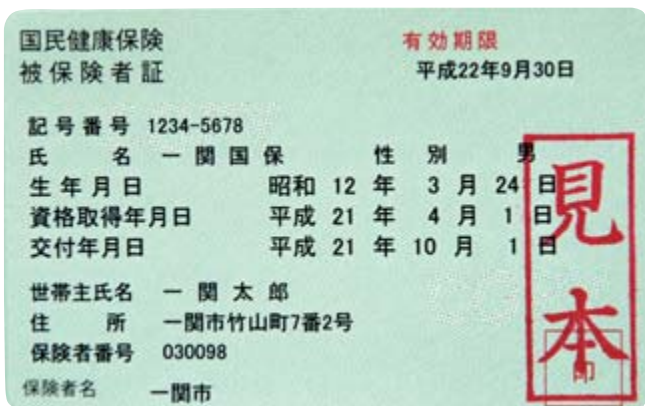 国民健康保険
被保険者証
有効期限
平成22年9月30日
記号番号 1234-5678
氏 名 一関国保 性 別 男
生年月日 昭和 12 年 3 月 24 日
資格取得年月日 平成 21 年 4 月 1 日
交付年月日 平成 21 年 10 月 1 日
世帯主氏名 一関太郎
住 所 一関市竹山町7番2号
保険者番号 030098
保険者名 一関市
見本
印